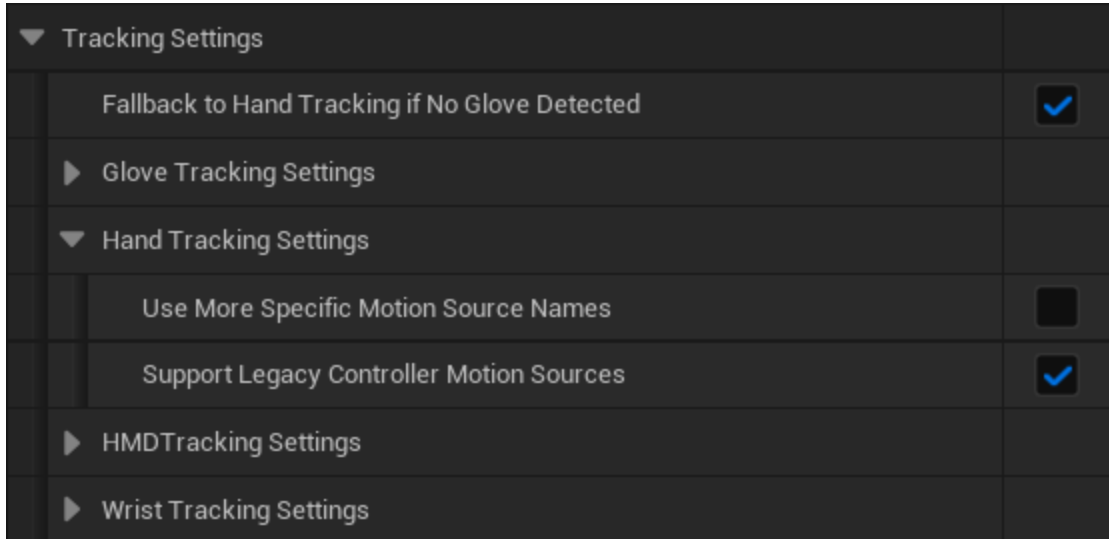 Tracking Settings
Fallback to Hand Tracking if No Glove Detected
Glove Tracking Settings
Hand Tracking Settings
Use More Specific Motion Source Names
Support Legacy Controller Motion Sources
HMDTracking Settings
Wrist Tracking Settings